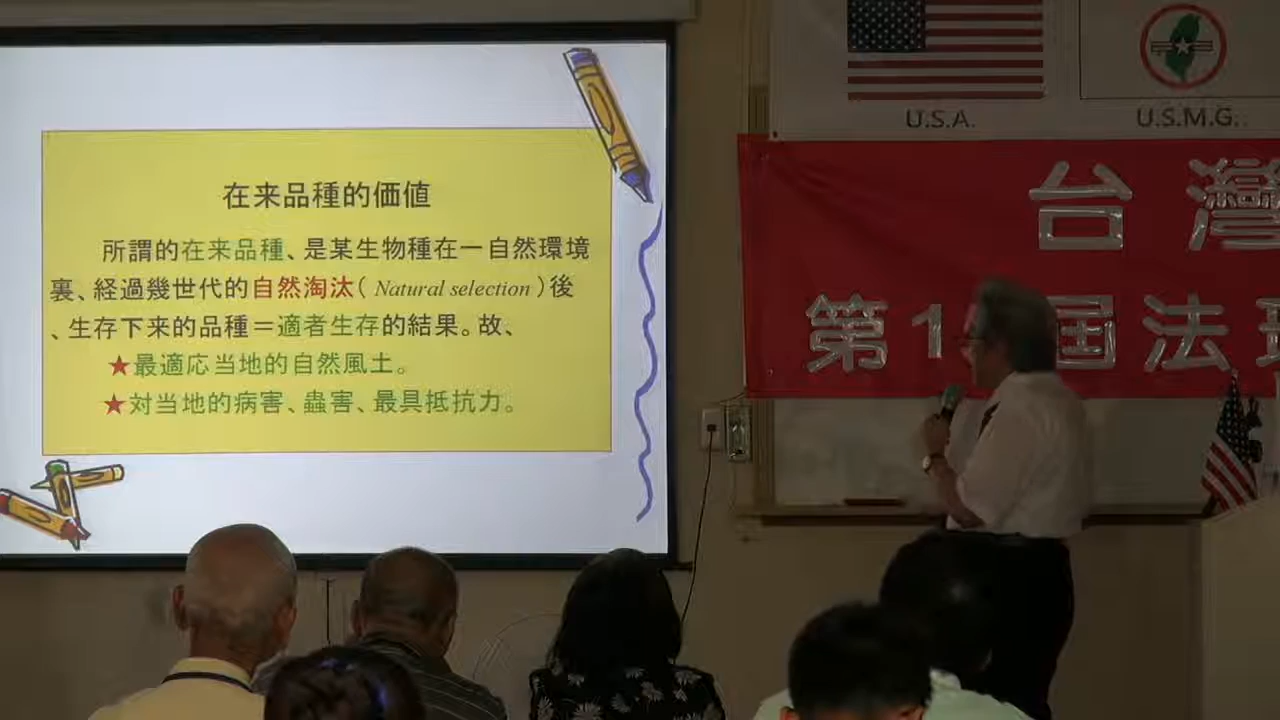 在来品種的価値
所謂的在来品種、是某生物種在一自然環境
裏、経過幾世代的自然淘汰（Natural selection）後
、生存下来的品種＝適者生存的結果。故、
★最適応当地的自然風土。
★対当地的病害、蟲害、最具抵抗力。
U.S.A.
U.S.M.G.
台灣
第1 屆法理